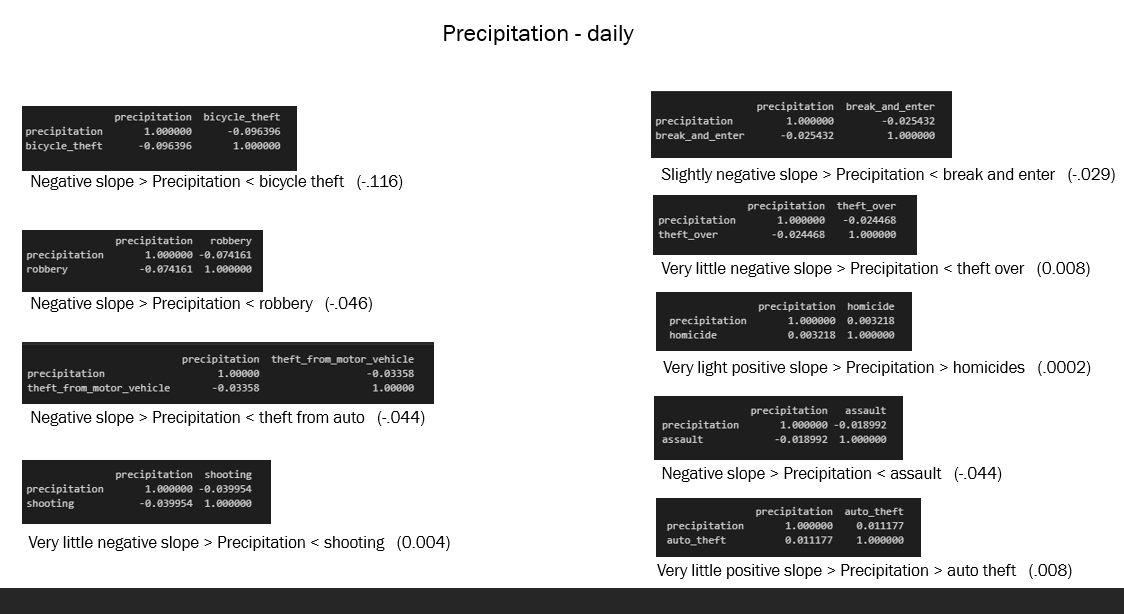 Precipitation - daily
precipitation bicycle_theft
precipitation 1.000000 -0.096396
bicycle_theft -0.096396 1.000000
Negative slope > Precipitation < bicycle theft (-.116)
precipitation robbery
precipitation 1.000000 -0.074161
robbery -0.074161 1.000000
Negative slope > Precipitation < robbery (-.046)
precipitation theft_from_motor_vehicle
precipitation 1.00000 -0.03358
theft_from_motor_vehicle -0.03358 1.00000
Negative slope > Precipitation < theft from auto (-.044)
precipitation shooting
precipitation 1.000000 -0.039954
shooting -0.039954 1.000000
Very little negative slope > Precipitation < shooting (0.004)
precipitation break_and_enter
precipitation 1.000000 -0.025432
break_and_enter -0.025432 1.000000
Slightly negative slope > Precipitation < break and enter (-.029)
precipitation theft_over
precipitation 1.000000 -0.024468
theft_over -0.024468 1.000000
Very little negative slope > Precipitation < theft over (0.008)
precipitation homicide
precipitation 1.000000 0.003218
homicide 0.003218 1.000000
Very light positive slope > Precipitation > homicides (.0002)
precipitation assault
precipitation 1.000000 -0.018992
assault -0.018992 1.000000
Negative slope > Precipitation < assault (-.044)
precipitation auto_theft
precipitation 1.000000 0.011177
auto_theft 0.011177 1.000000
Very little positive slope > Precipitation > auto theft (.008)